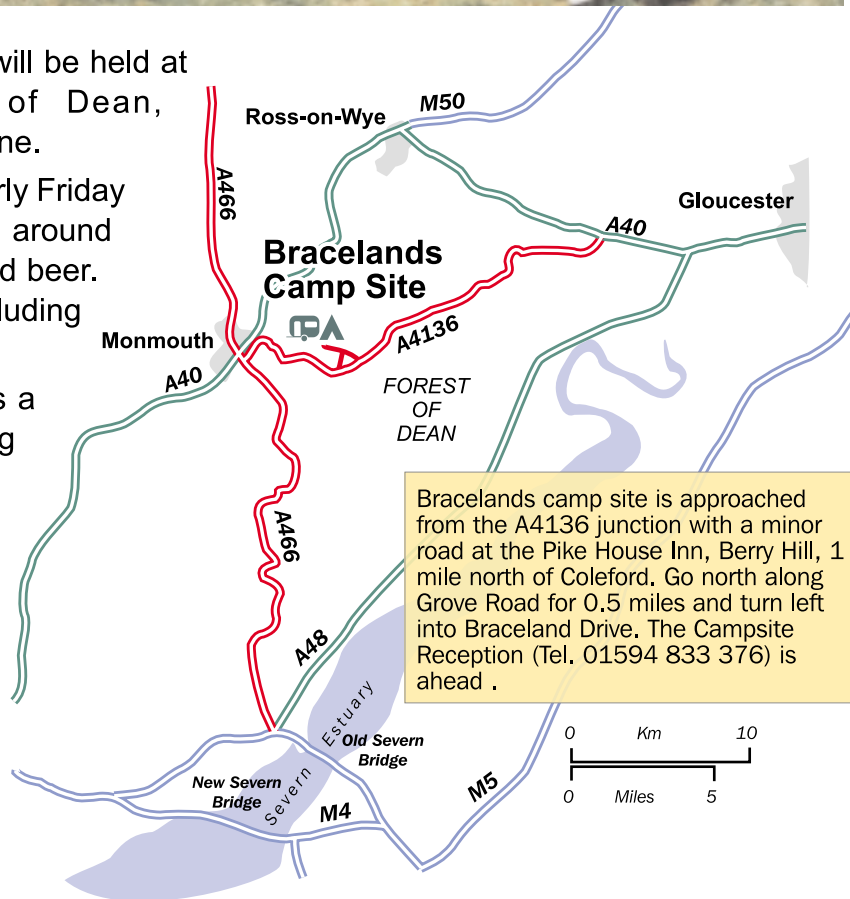 will be held at
of Dean,
ne.
rly Friday
around
d beer.
luding
s a
g
M50
Ross-on-Wye
A466
Gloucester
A40
Bracelands
Camp Site
Monmouth
A4136
A40
FOREST
OF
DEAN
A466
Bracelands camp site is approached
from the A4136 junction with a minor
road at the Pike House Inn, Berry Hill, 1
mile north of Coleford. Go north along
Grove Road for 0.5 miles and turn left
into Braceland Drive. The Campsite
Reception (Tel. 01594 833 376) is
ahead .
A48
Severn Estuary
Old Severn
Bridge
New Severn
Bridge
M4
M5
0 Km 10
0 Miles 5